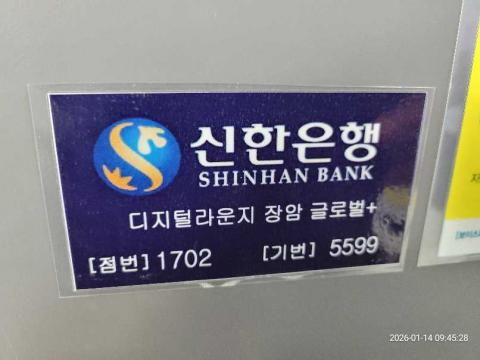 신한은행
SHINHAN BANK
디지털라운지 장암 글로벌+
[점번] 1702 [기번] 5599
2026-01-14 09:45:28